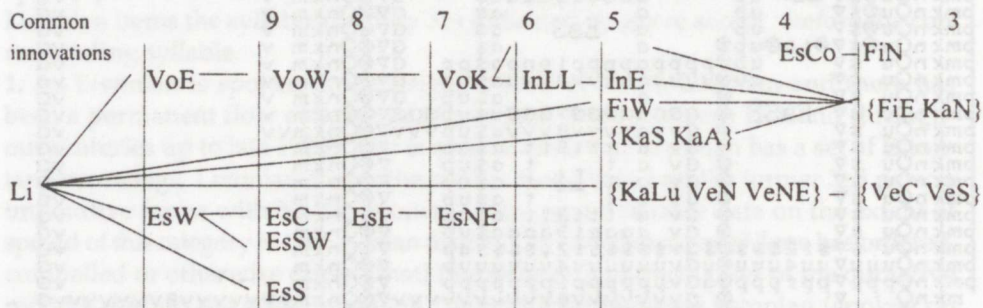 Common 9 8 7 6 5 4 3
innovations EsCo FiN
VoE VoW VoK InLL InE
FiW {FiE KaN}
{KaS KaA}
Li {KaLu VeN VeNE} {VeC VeS}
EsW EsC EsE EsNE
EsSW
EsS